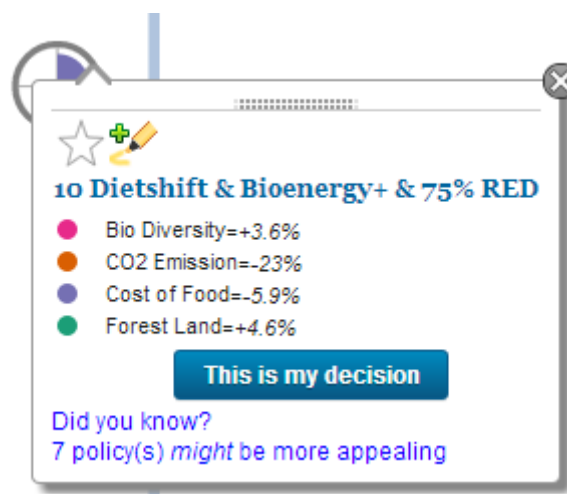 10 Dietshift & Bioenergy+ & 75% RED
Bio Diversity=+3.6%
CO2 Emission=-23%
Cost of Food=-5.9%
Forest Land=+4.6%
This is my decision
Did you know?
7 policy(s) might be more appealing